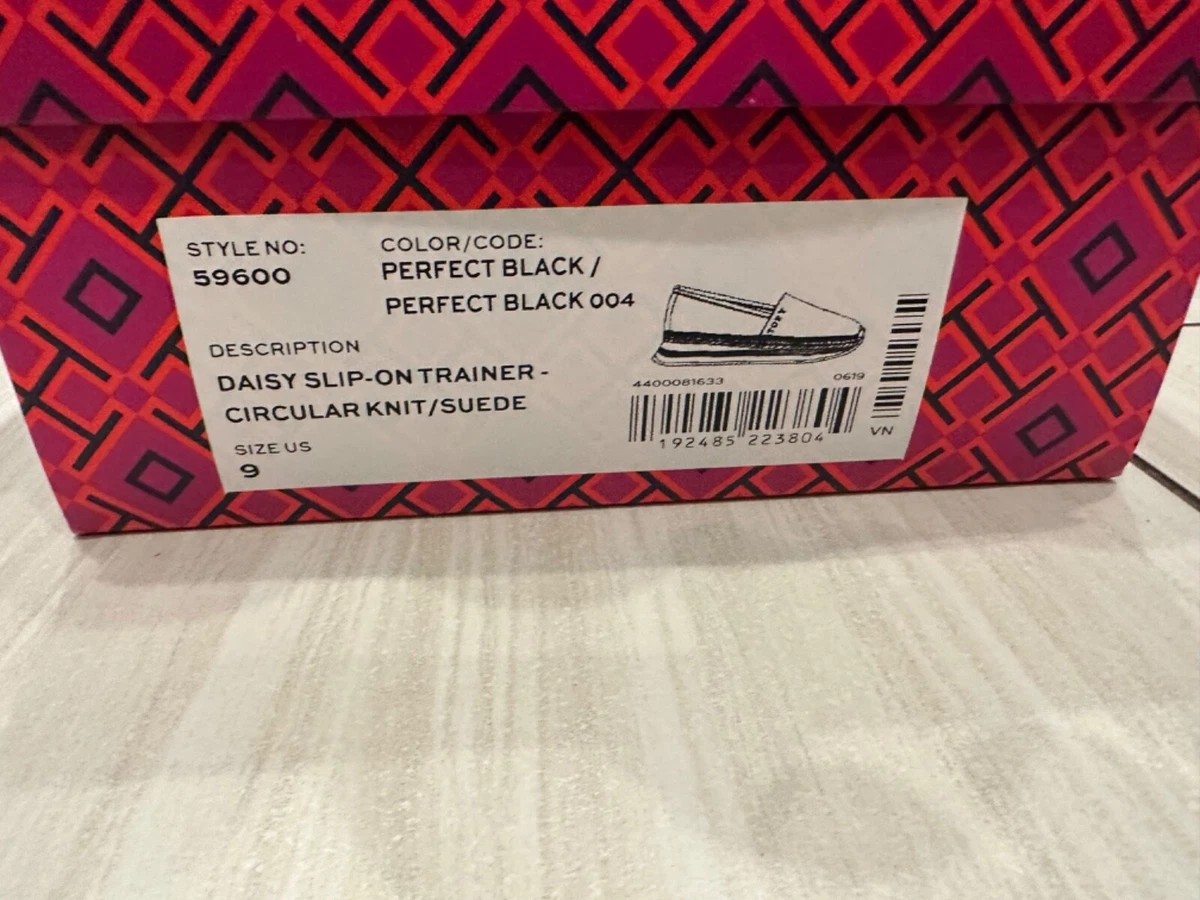 STYLE NO:
59600
COLOR/CODE:
PERFECT BLACK /
PERFECT BLACK 004
DESCRIPTION
DAISY SLIP-ON TRAINER -
CIRCULAR KNIT/SUEDE
SIZE US
9
TORY
4400081633 0619
192485 223804
VN